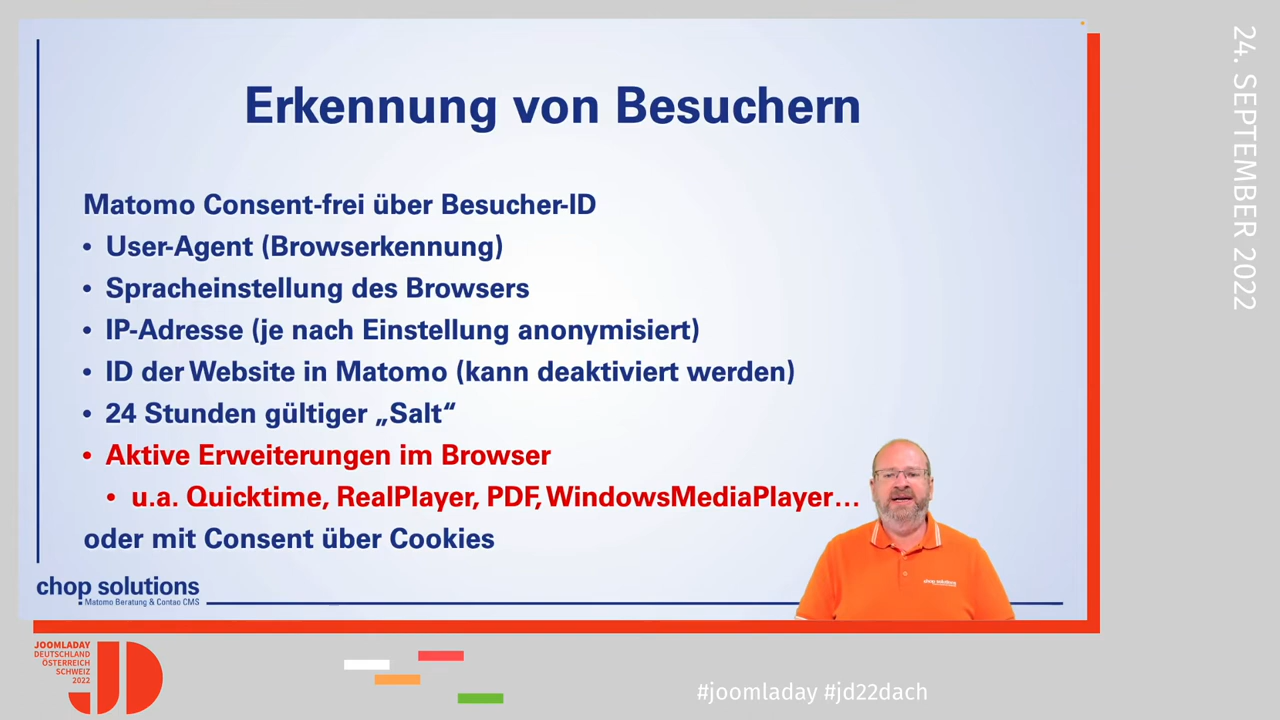 Erkennung von Besuchern
Matomo Consent-frei über Besucher-ID
• User-Agent (Browserkennung)
• Spracheinstellung des Browsers
• IP-Adresse (je nach Einstellung anonymisiert)
• ID der Website in Matomo (kann deaktiviert werden)
• 24 Stunden gültiger „Salt“
• Aktive Erweiterungen im Browser
• u.a. Quicktime, RealPlayer, PDF, WindowsMediaPlayer…
oder mit Consent über Cookies
chop solutions
Matomo Beratung & Contao CMS
chop solutions
24. SEPTEMBER 2022
JOOMLADAY
DEUTSCHLAND
ÖSTERREICH
SCHWEIZ
2022
JD
#joomladay #jd22dach